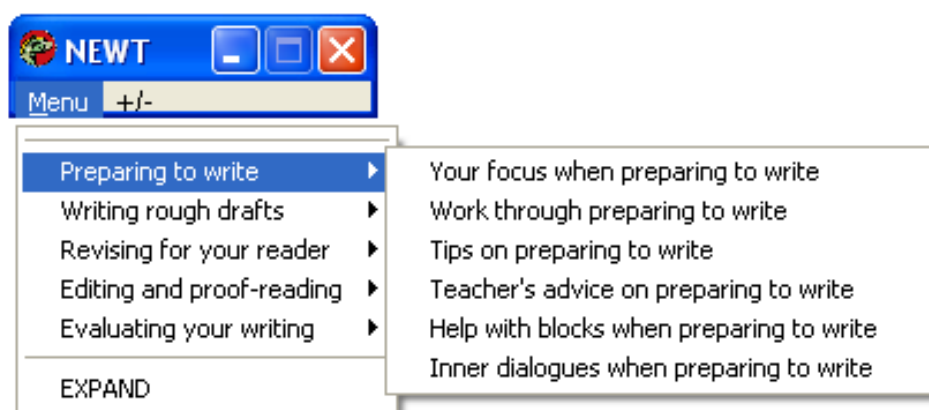 NEWT
Menu +/-
Preparing to write
Writing rough drafts
Revising for your reader
Editing and proof-reading
Evaluating your writing
EXPAND
Your focus when preparing to write
Work through preparing to write
Tips on preparing to write
Teacher's advice on preparing to write
Help with blocks when preparing to write
Inner dialogues when preparing to write